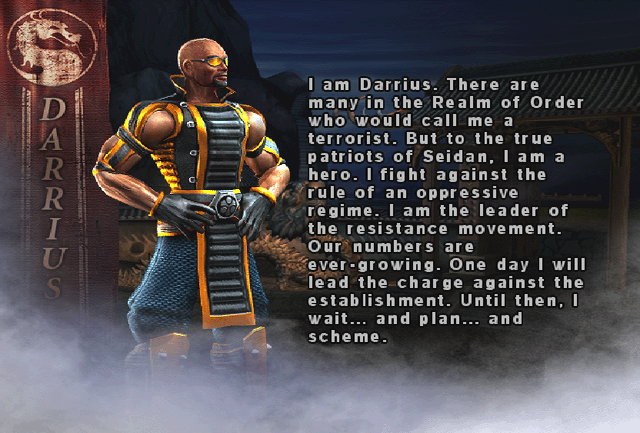 DARRIUS
I am Darrius. There are
many in the Realm of Order
who would call me a
terrorist. But to the true
patriots of Seidan, I am a
hero. I fight against the
rule of an oppressive
regime. I am the leader of
the resistance movement.
Our numbers are
ever-growing. One day I will
lead the charge against the
establishment. Until then, I
wait... and plan... and
scheme.